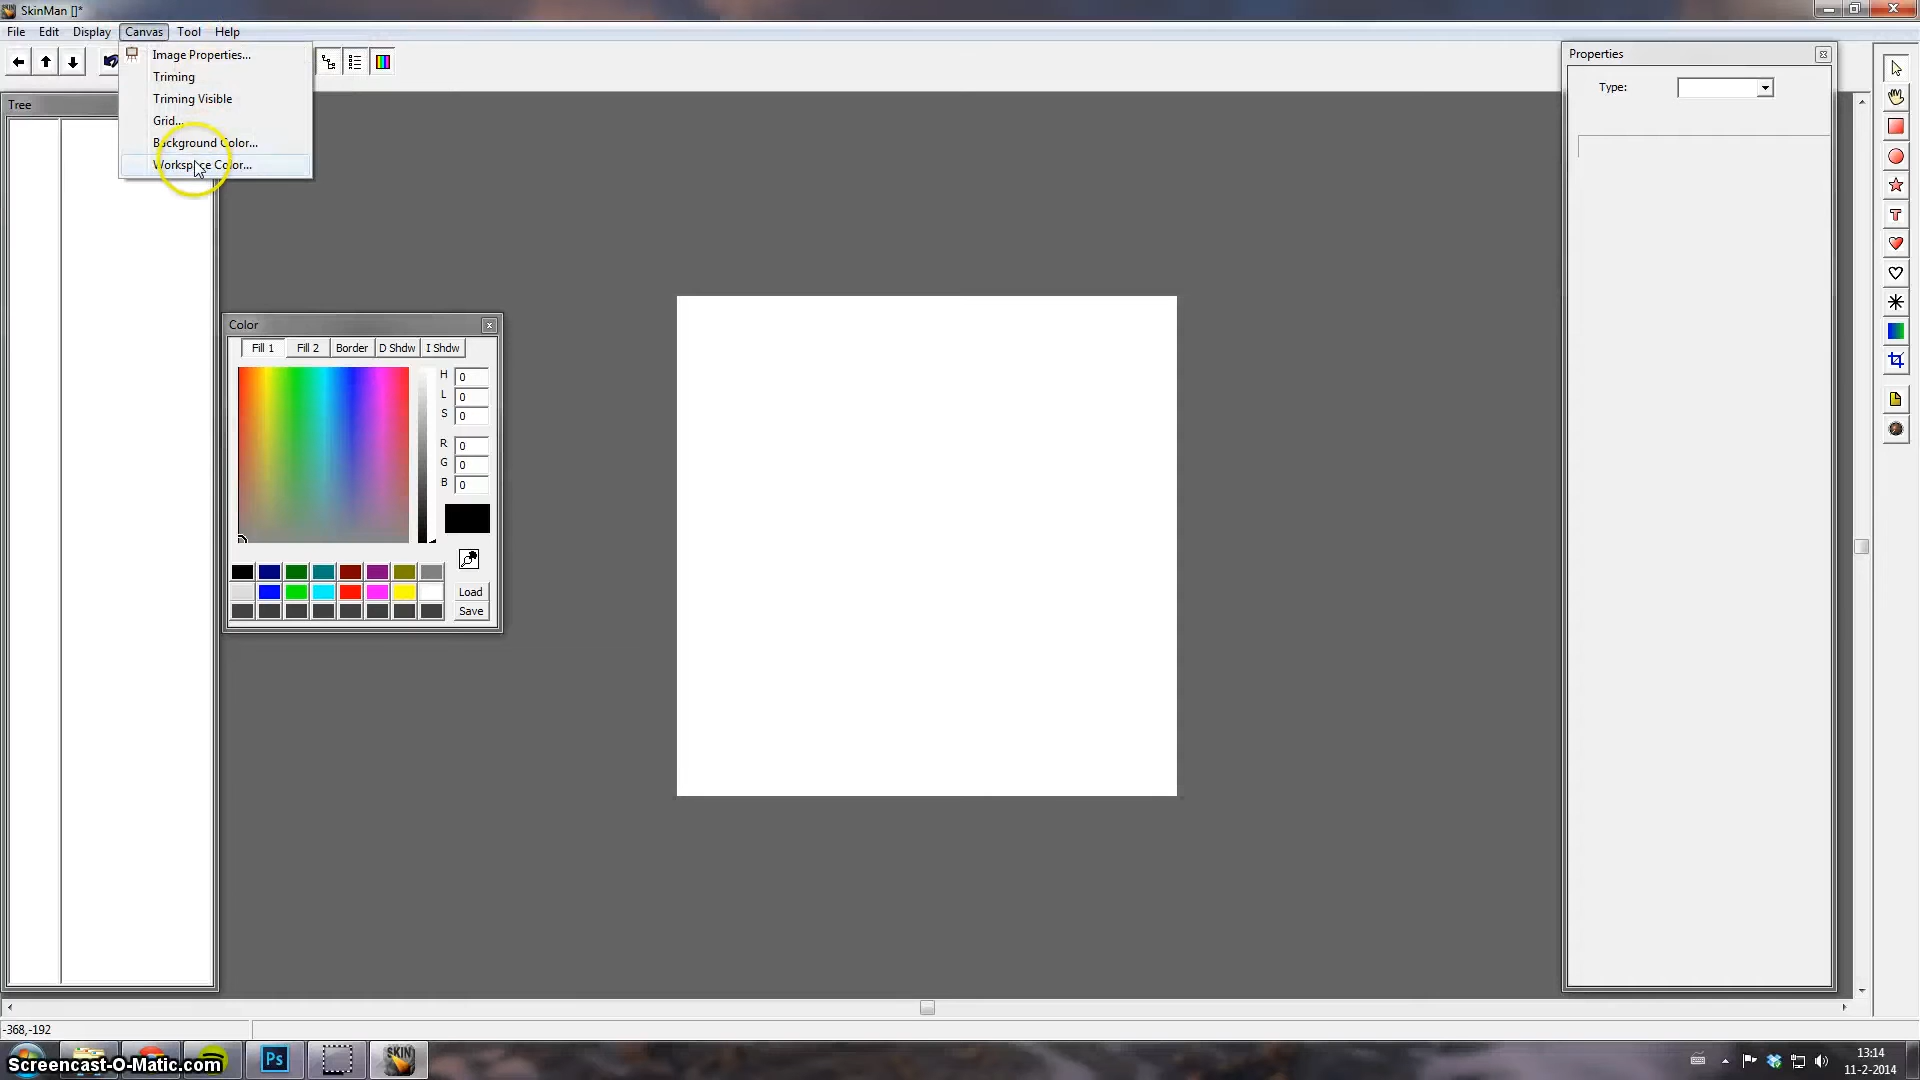 SkinMan []*
File Edit Display Canvas Tool Help
Image Properties...
Triming
Triming Visible
Grid...
Background Color...
Workspace Color...
Tree
Properties
Type:
Color
Fill 1 Fill 2 Border D Shdw I Shdw
H 0
L 0
S 0
R 0
G 0
B 0
Load
Save
T
-368,-192
Ps
SKIN
Screencast-O-Matic.com
13:14
11-2-2014